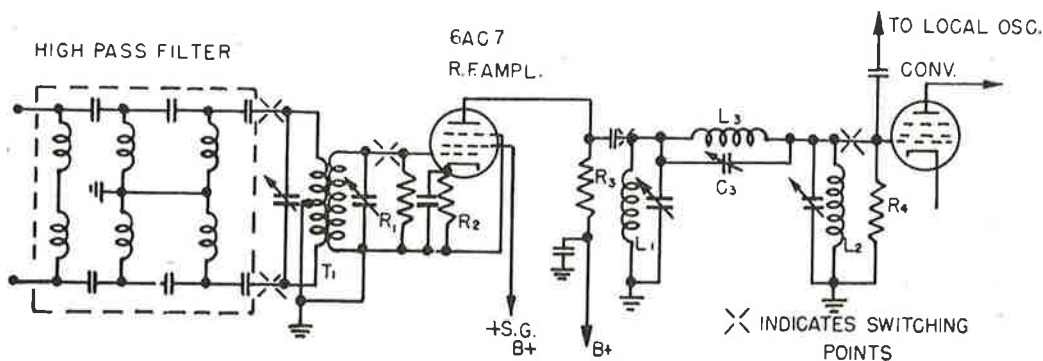 HIGH PASS FILTER
6AC7
R.F.AMPL.
TO LOCAL OSC.
CONV.
L3
C3
R3
R1
R2
R4
L1
L2
T1
+S.G.
B+
B+
INDICATES SWITCHING
POINTS